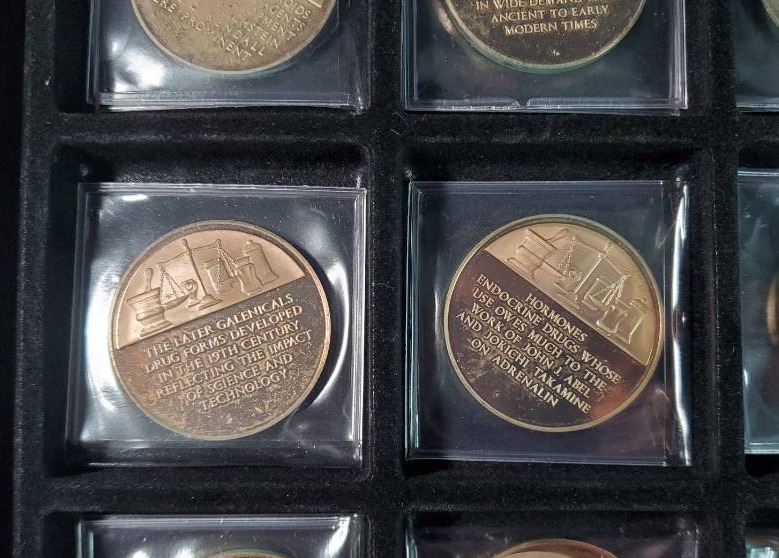 ERE PROVINCIAL
IN WIDE DEMAND
ANCIENT TO EARLY
MODERN TIMES
THE LATER GALENICALS
DRUG FORMS DEVELOPED
IN THE 19TH CENTURY
REFLECTING THE IMPACT
OF SCIENCE AND
TECHNOLOGY
HORMONES
ENDOCRINE DRUGS WHOSE
USE OWES MUCH TO THE
WORK OF JOHN J. ABEL
AND JOKICHI TAKAMINE
ON ADRENALIN